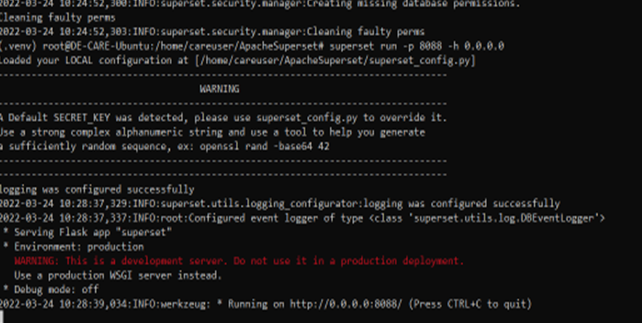 2022-03-24 10:24:52,300:INFO:superset.security.manager:Creating missing database permissions.
Cleaning faulty perms
2022-03-24 10:24:52,303:INFO:superset.security.manager:Cleaning faulty perms
(.venv) root@DE-CARE-Ubuntu:/home/careuser/ApacheSuperset# superset run -p 8088 -h 0.0.0.0
Loaded your LOCAL configuration at [/home/careuser/ApacheSuperset/superset_config.py]
--------------------------------------------------------------------------------
WARNING
--------------------------------------------------------------------------------
A Default SECRET_KEY was detected, please use superset_config.py to override it.
Use a strong complex alphanumeric string and use a tool to help you generate
a sufficiently random sequence, ex: openssl rand -base64 42
--------------------------------------------------------------------------------
--------------------------------------------------------------------------------
logging was configured successfully
2022-03-24 10:28:37,329:INFO:superset.utils.logging_configurator:logging was configured successfully
2022-03-24 10:28:37,337:INFO:root:Configured event logger of type <class 'superset.utils.log.DBEventLogger'>
* Serving Flask app "superset"
* Environment: production
WARNING: This is a development server. Do not use it in a production deployment.
Use a production WSGI server instead.
* Debug mode: off
2022-03-24 10:28:39,034:INFO:werkzeug: * Running on http://0.0.0.0:8088/ (Press CTRL+C to quit)